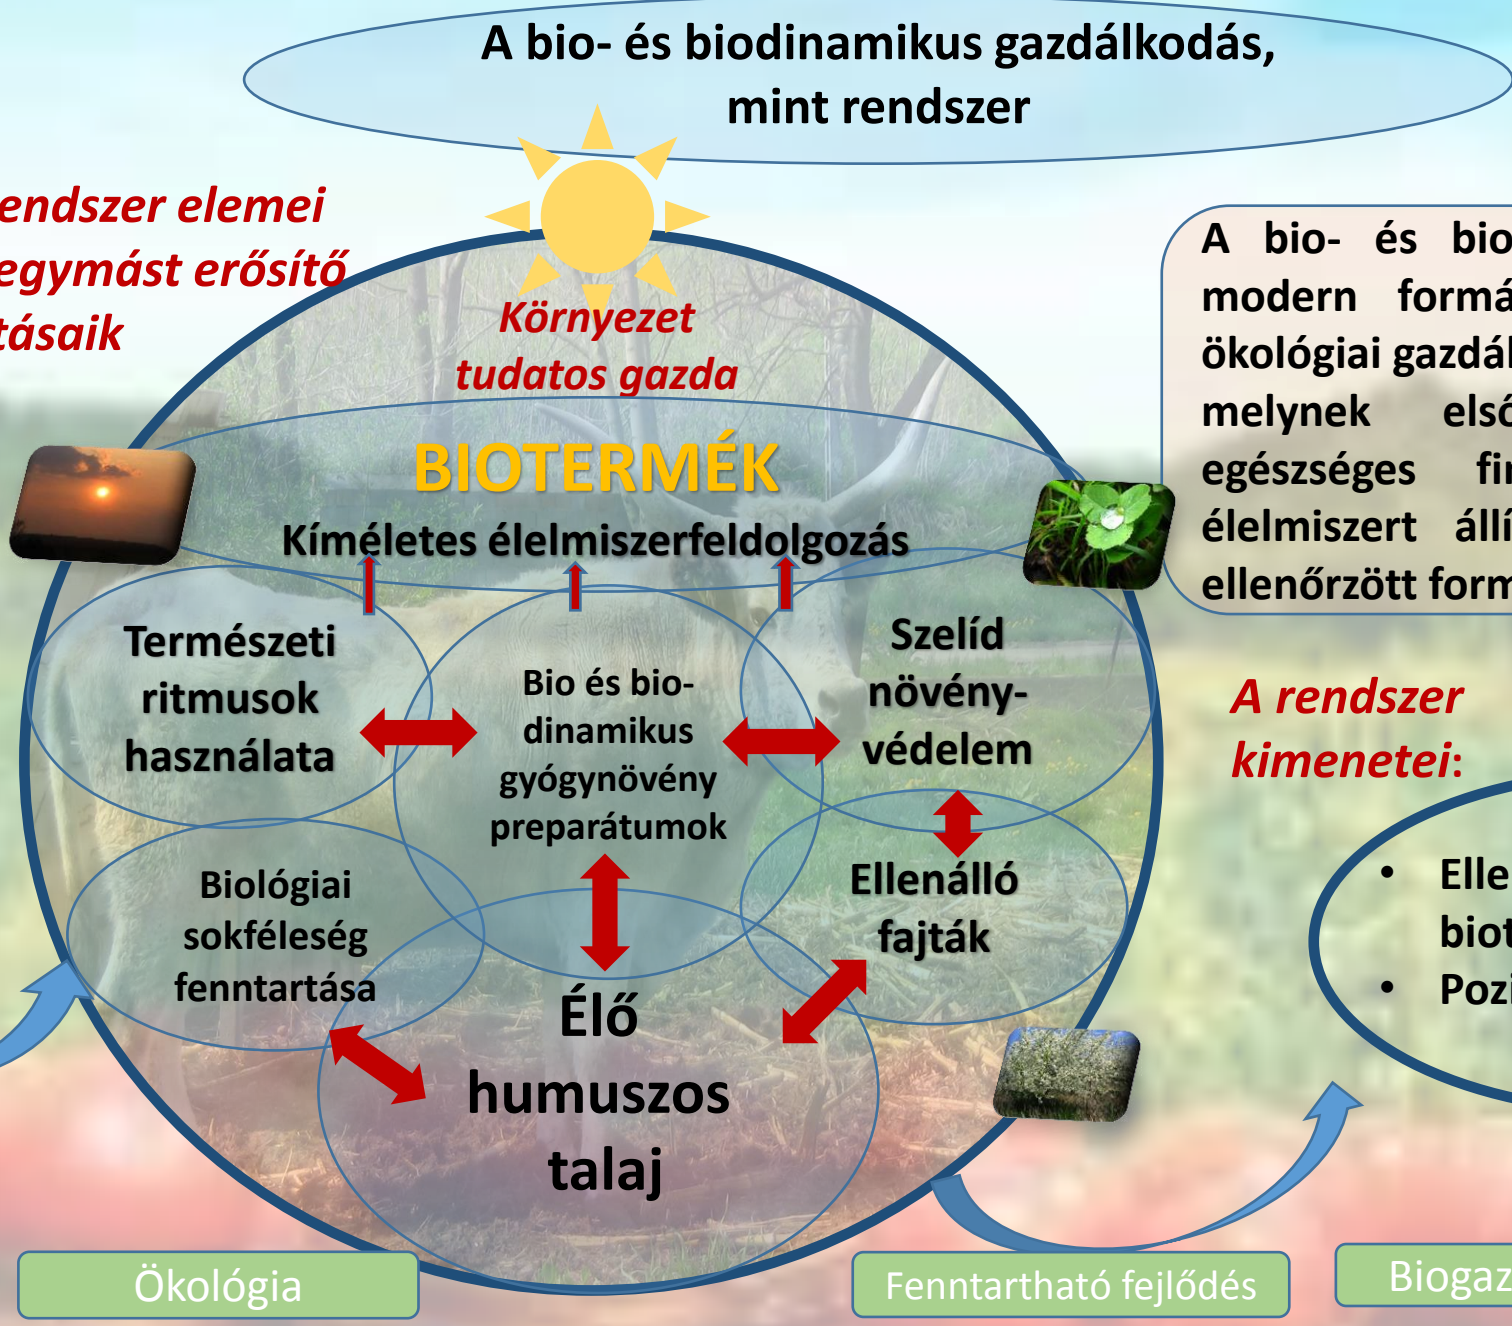 A bio- és biodinamikus gazdálkodás,
mint rendszer
endszer elemei
egymást erősítő
tásaik
Környezet
tudatos gazda
BIOTERMÉK
Kíméletes élelmiszerfeldolgozás
Természeti
ritmusok
használata
Bio és bio-
dinamikus
gyógynövény
preparátumok
Szelíd
növény-
védelem
Biológiai
sokféleség
fenntartása
Ellenálló
fajták
Élő
humuszos
talaj
A bio- és bio
modern formá
ökológiai gazdál
melynek első
egészséges fi
élelmiszert állí
ellenőrzött form
A rendszer
kimenetei:
• Elle
biot
• Pozi
Ökológia
Fenntartható fejlődés
Biogaz